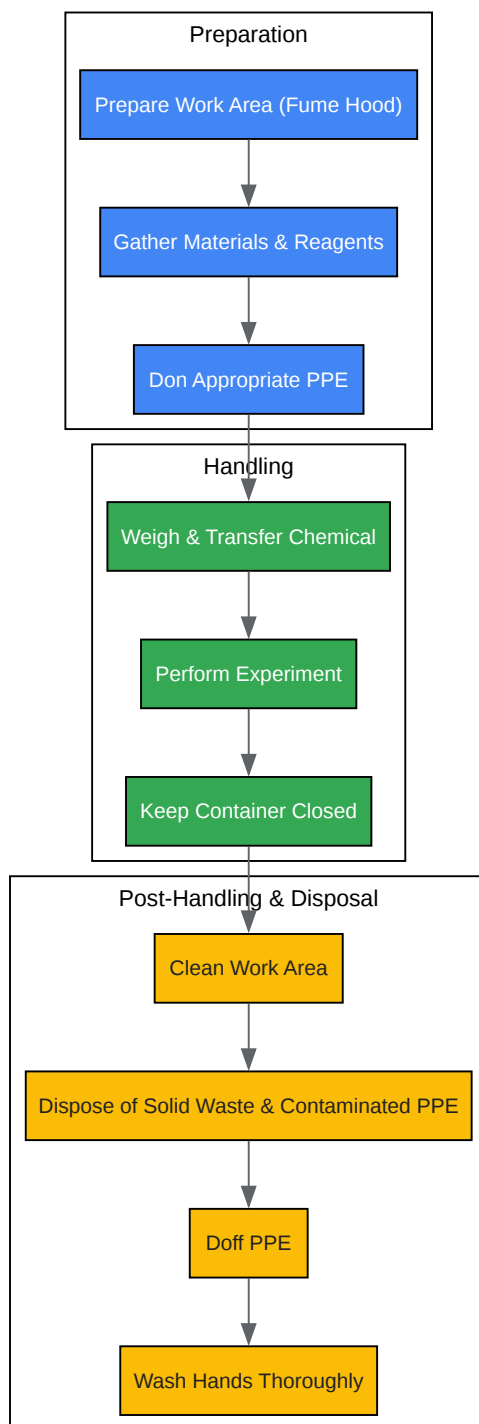 Preparation
Prepare Work Area (Fume Hood)
Gather Materials & Reagents
Don Appropriate PPE
Handling
Weigh & Transfer Chemical
Perform Experiment
Keep Container Closed
Post-Handling & Disposal
Clean Work Area
Dispose of Solid Waste & Contaminated PPE
Doff PPE
Wash Hands Thoroughly